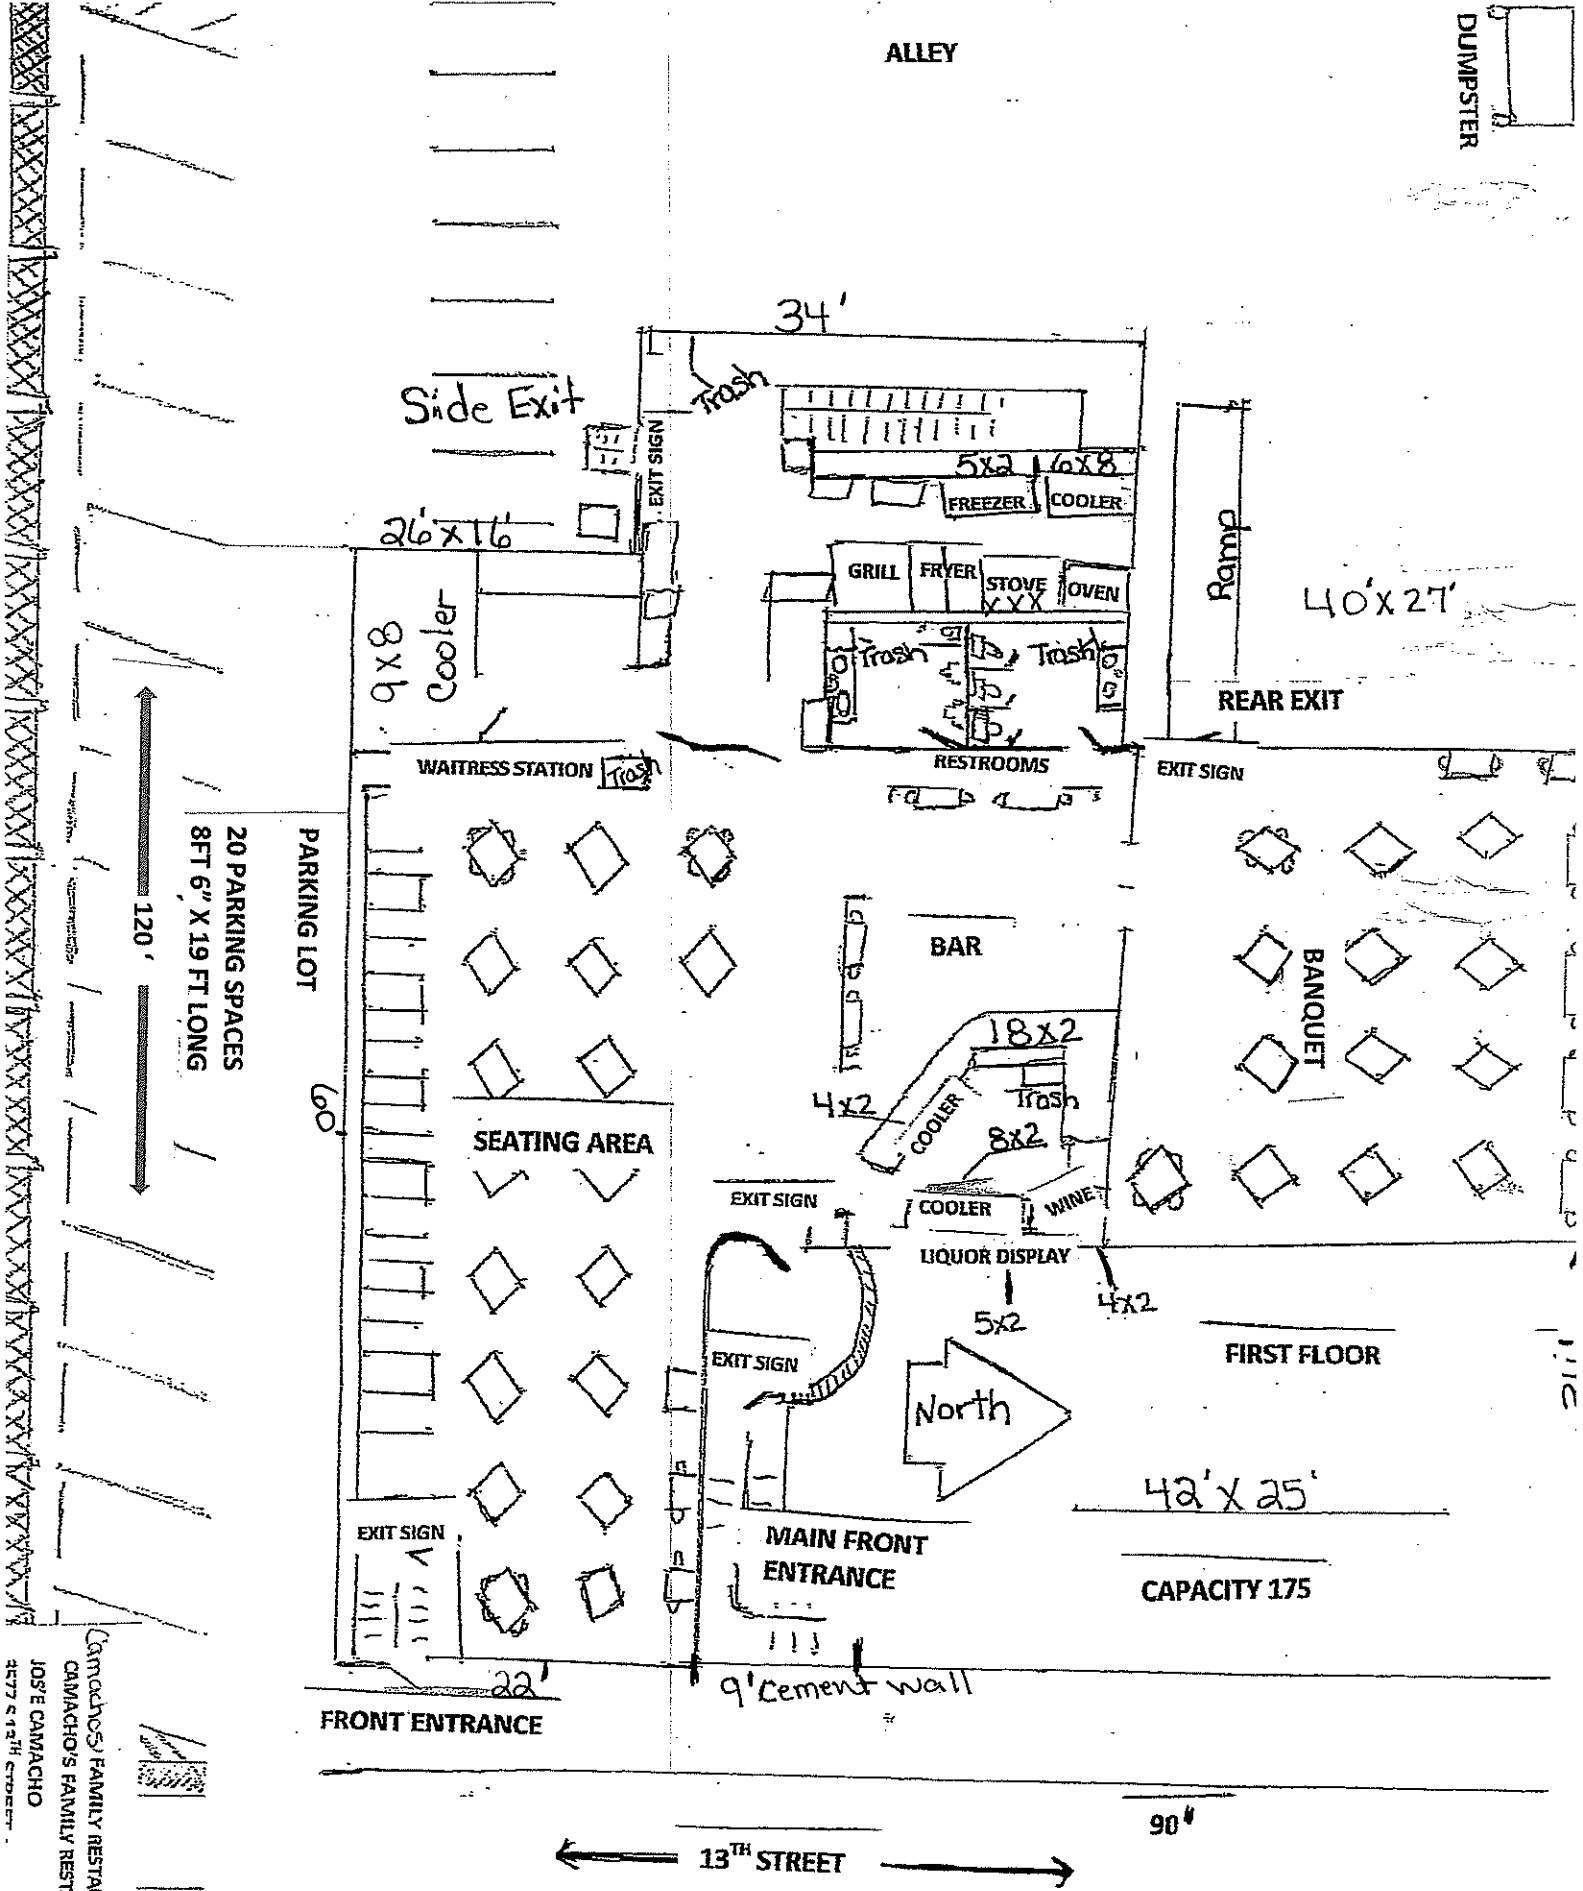 ALLEY
DUMPSTER
34'
Trash
Side Exit
EXIT SIGN
5x2
6x8
FREEZER
COOLER
26'x16'
GRILL
FRYER
STOVE
XXX
OVEN
Ramp
40'x27'
9x8
Cooler
Trash
Trash
REAR EXIT
WAITRESS STATION
Trash
RESTROOMS
EXIT SIGN
PARKING LOT
20 PARKING SPACES
8FT 6" X 19 FT LONG
120'
60'
BAR
BANQUET
18x2
Trash
4x2
COOLER
8x2
SEATING AREA
EXIT SIGN
COOLER
WINE
LIQUOR DISPLAY
5x2
4x2
EXIT SIGN
FIRST FLOOR
North
42'X25'
EXIT SIGN
MAIN FRONT
ENTRANCE
CAPACITY 175
22'
9'Cement wall
FRONT ENTRANCE
90"
13TH STREET
Camachos' FAMILY
CAMACHO'S FAMILY
JOS'E CAMACHO